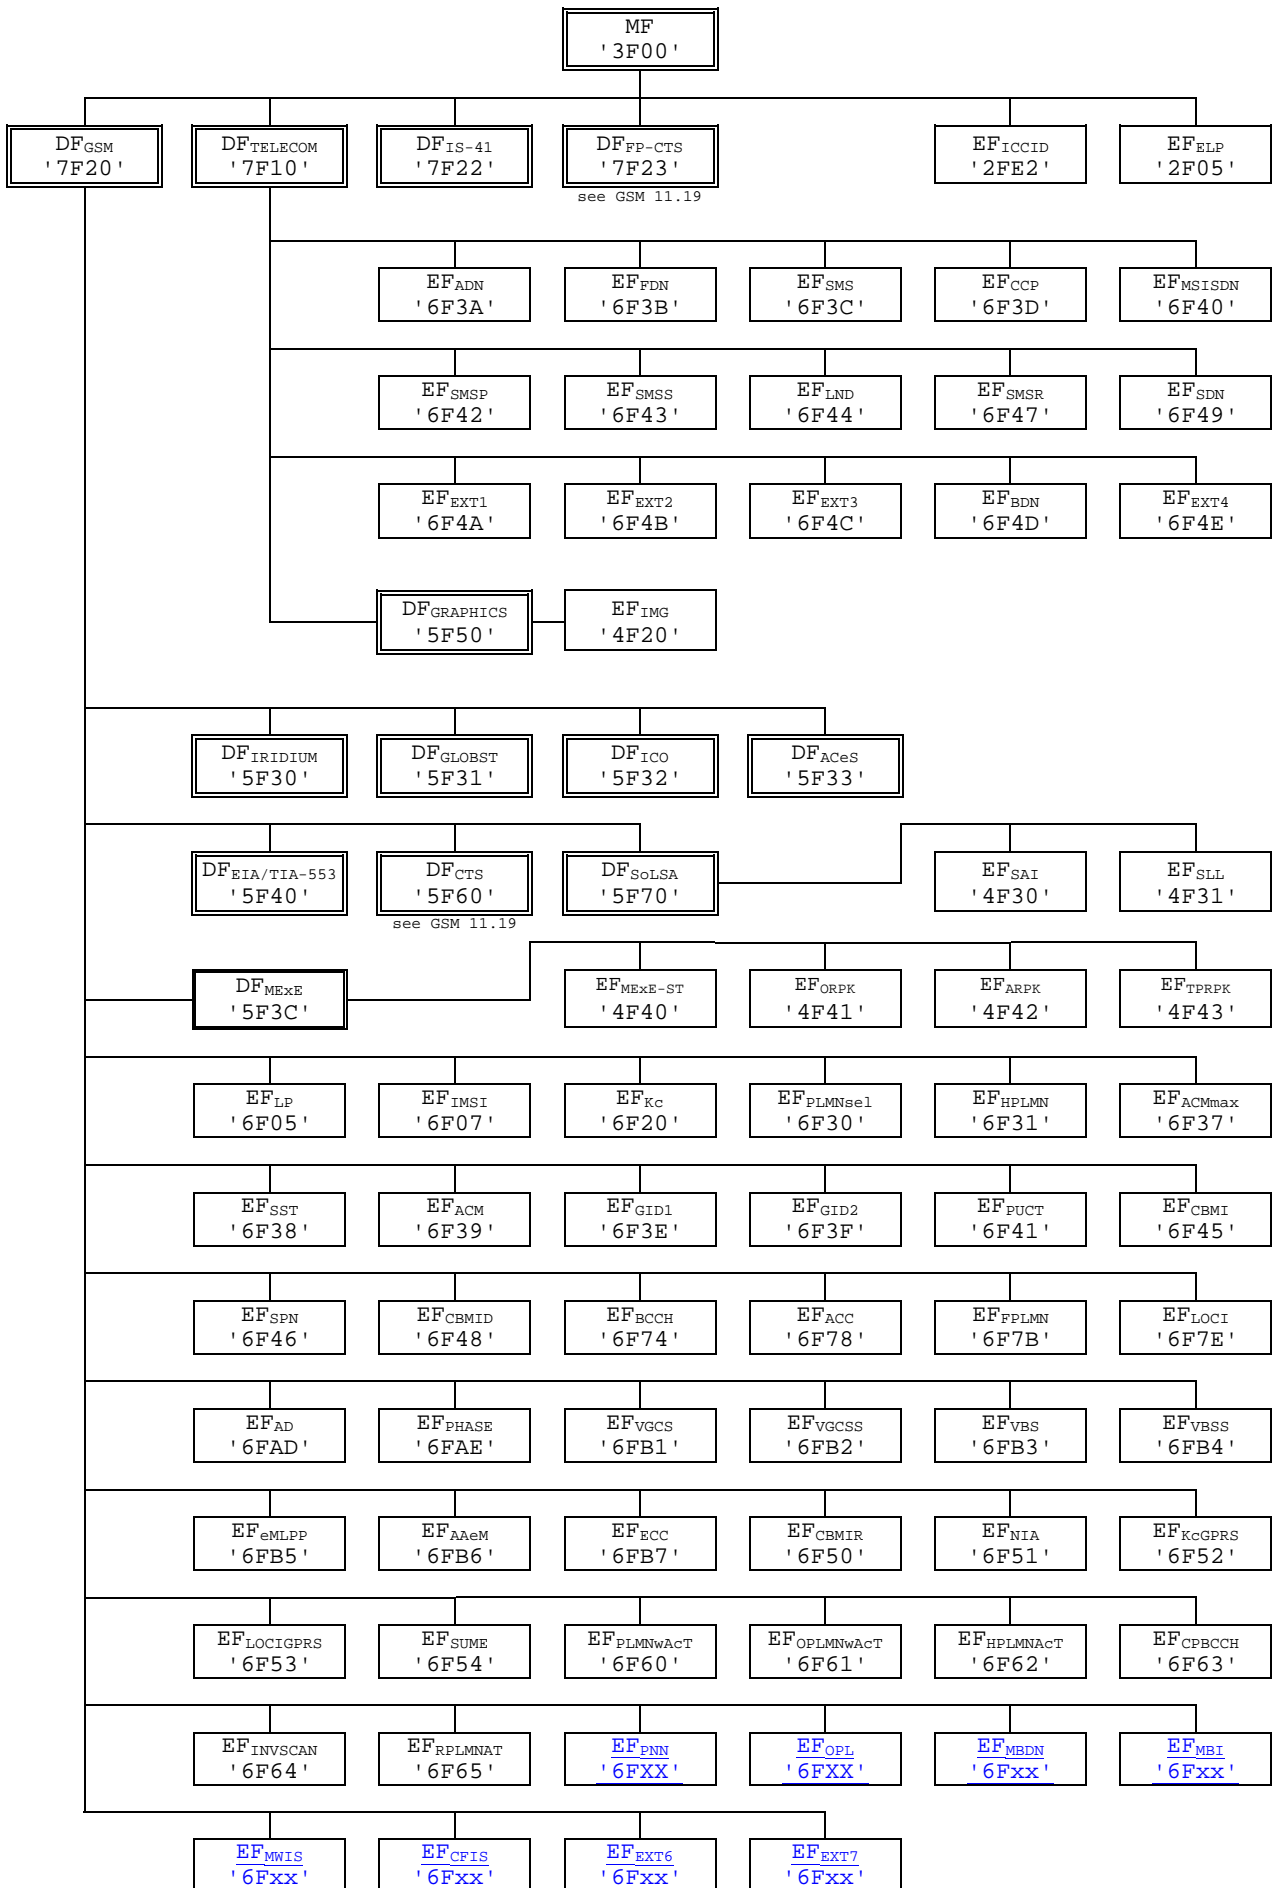 MF
'3F00'
DFGSM
'7F20'
DFTELECOM
'7F10'
DFIS-41
'7F22'
DFFP-CTS
'7F23'
see GSM 11.19
EFICCID
'2FE2'
EFELP
'2F05'
EFADN
'6F3A'
EFFDN
'6F3B'
EFSMS
'6F3C'
EFCCP
'6F3D'
EFMSISDN
'6F40'
EFSMSP
'6F42'
EFSMSS
'6F43'
EFLND
'6F44'
EFSMSR
'6F47'
EFSDN
'6F49'
EFEXT1
'6F4A'
EFEXT2
'6F4B'
EFEXT3
'6F4C'
EFBDN
'6F4D'
EFEXT4
'6F4E'
DFGRAPHICS
'5F50'
EFIMG
'4F20'
DFIRIDIUM
'5F30'
DFGLOBST
'5F31'
DFICO
'5F32'
DFACeS
'5F33'
DFEIA/TIA-553
'5F40'
DFCTS
'5F60'
see GSM 11.19
DFSoLSA
'5F70'
EFSAI
'4F30'
EFSLL
'4F31'
DFMExE
'5F3C'
EFMExE-ST
'4F40'
EFORPK
'4F41'
EFARPK
'4F42'
EFTPRPK
'4F43'
EFLP
'6F05'
EFIMSI
'6F07'
EFKc
'6F20'
EFPLMNsel
'6F30'
EFHPLMN
'6F31'
EFACMmax
'6F37'
EFSST
'6F38'
EFACM
'6F39'
EFGID1
'6F3E'
EFGID2
'6F3F'
EFPUCT
'6F41'
EFCBMI
'6F45'
EFSPN
'6F46'
EFCBMID
'6F48'
EFBCCH
'6F74'
EFACC
'6F78'
EFFPLMN
'6F7B'
EFLOCI
'6F7E'
EFAD
'6FAD'
EFPHASE
'6FAE'
EFVGCS
'6FB1'
EFVGCSS
'6FB2'
EFVBS
'6FB3'
EFVBSS
'6FB4'
EFeMLPP
'6FB5'
EFAAeM
'6FB6'
EFECC
'6FB7'
EFCBMIR
'6F50'
EFNIA
'6F51'
EFKcGPRS
'6F52'
EFLOCIGPRS
'6F53'
EFSUME
'6F54'
EFPLMNwAcT
'6F60'
EFOPLMNwAcT
'6F61'
EFHPLMNAcT
'6F62'
EFCPBCCH
'6F63'
EFINVSCAN
'6F64'
EFRPLMNAT
'6F65'
EFPNN
'6FXX'
EFOPL
'6FXX'
EFMBDN
'6Fxx'
EFMBI
'6Fxx'
EFMWIS
'6Fxx'
EFCFIS
'6Fxx'
EFEXT6
'6Fxx'
EFEXT7
'6Fxx'